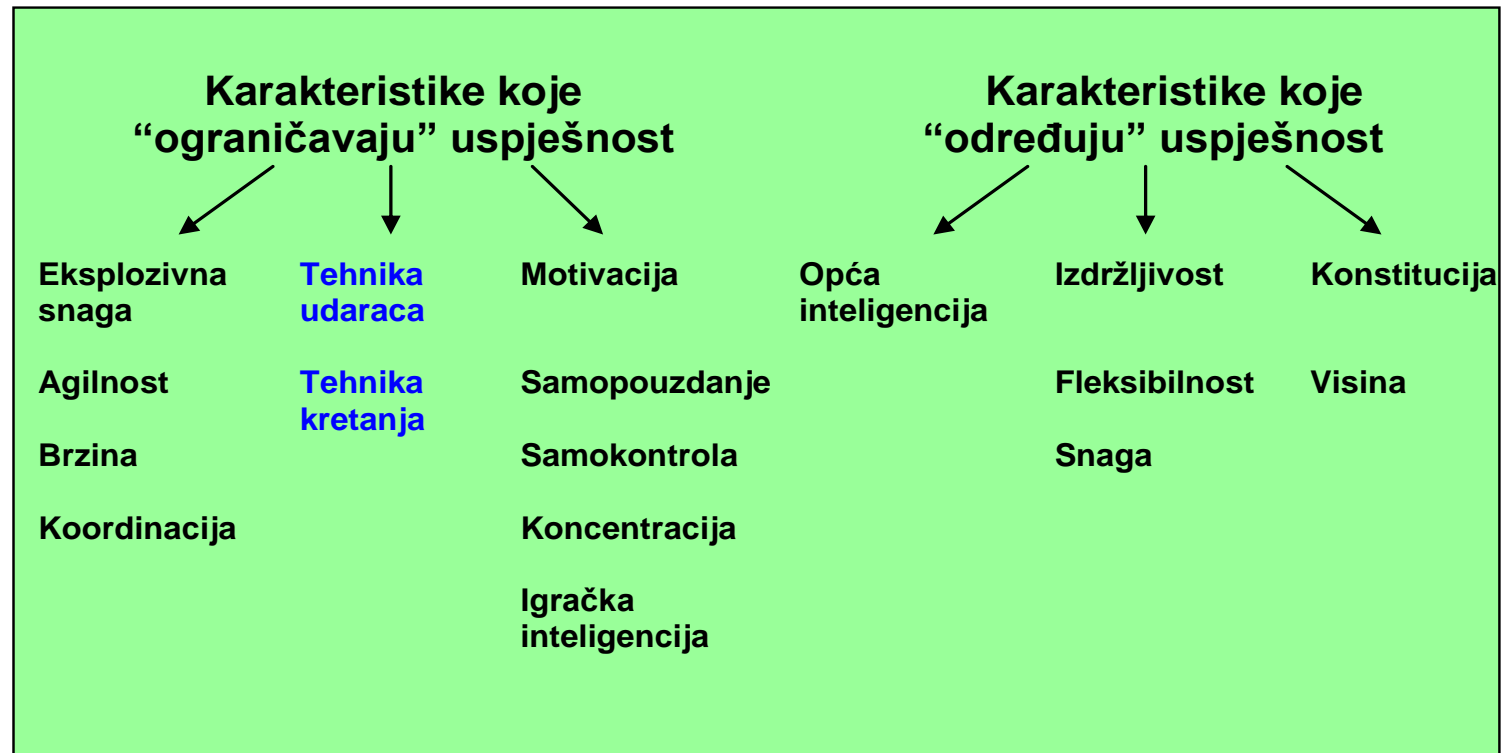 Karakteristike koje
“ograničavaju” uspješnost
Eksplozivna
snaga
Agilnost
Brzina
Koordinacija
Tehnika
udaraca
Tehnika
kretanja
Motivacija
Samopouzdanje
Samokontrola
Koncentracija
Igračka
inteligencija
Karakteristike koje
“određuju” uspješnost
Opća
inteligencija
Izdržljivost
Fleksibilnost
Snaga
Konstitucija
Visina